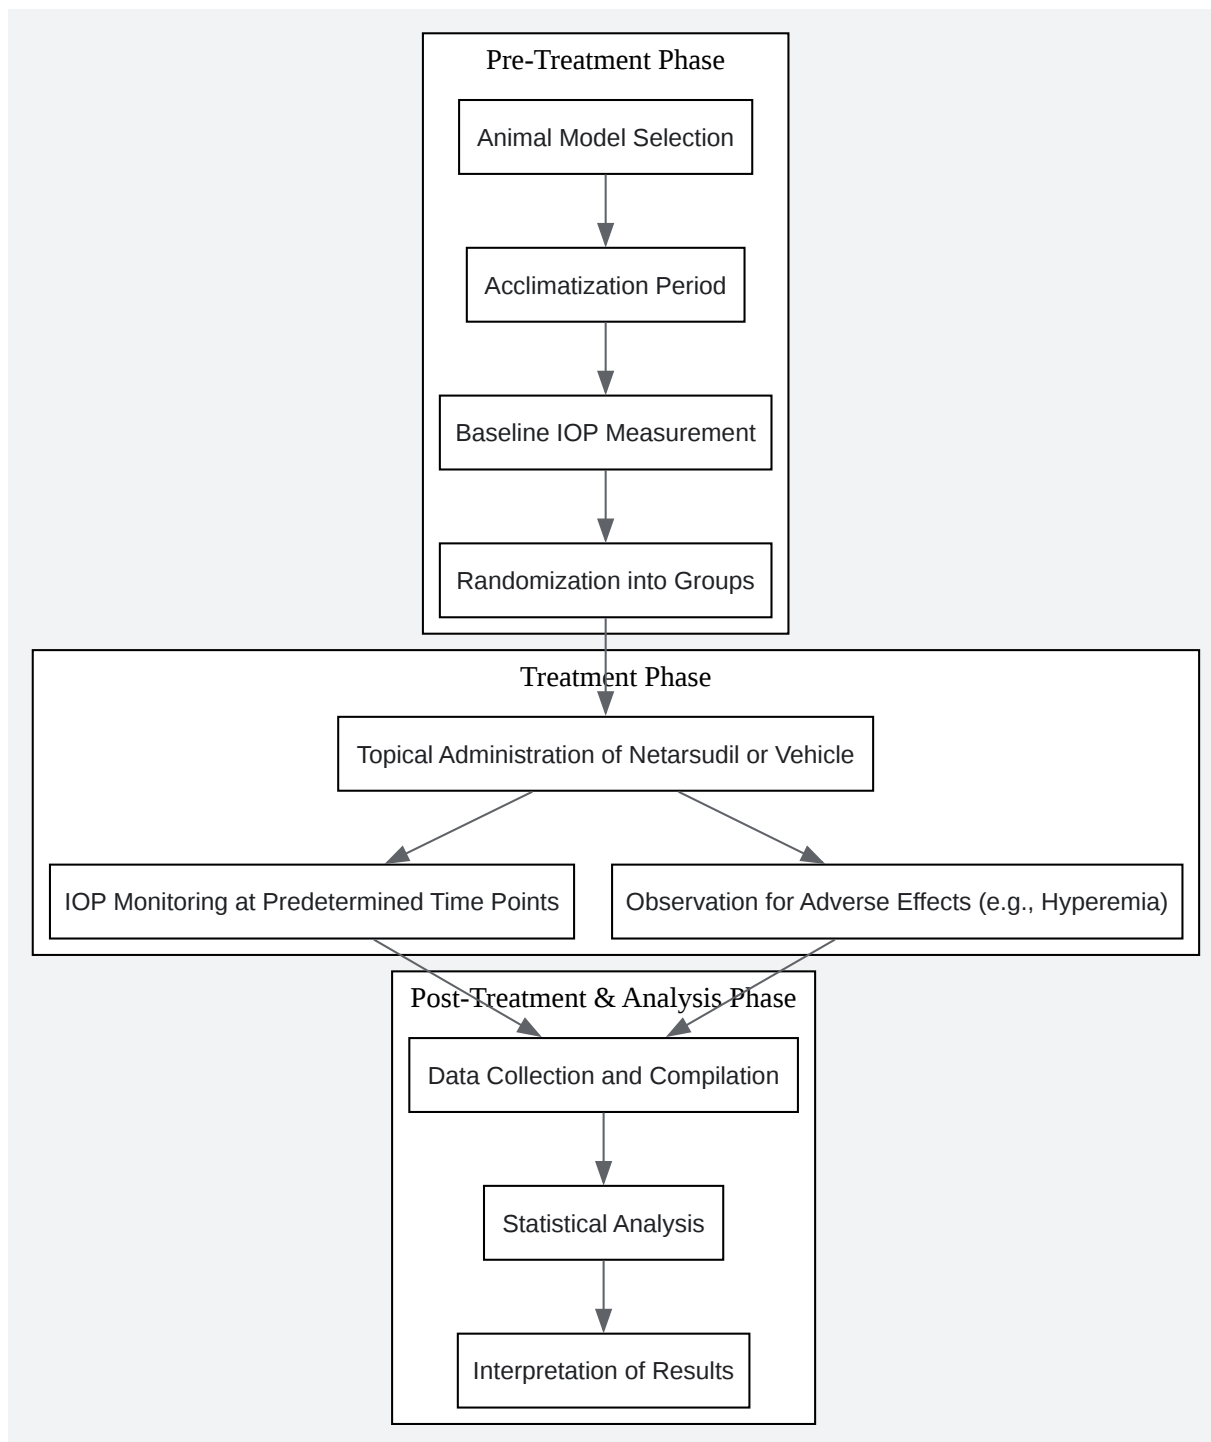 Pre-Treatment Phase
Animal Model Selection
Acclimatization Period
Baseline IOP Measurement
Randomization into Groups
Treatment Phase
Topical Administration of Netarsudil or Vehicle
IOP Monitoring at Predetermined Time Points
Observation for Adverse Effects (e.g., Hyperemia)
Post-Treatment & Analysis Phase
Data Collection and Compilation
Statistical Analysis
Interpretation of Results